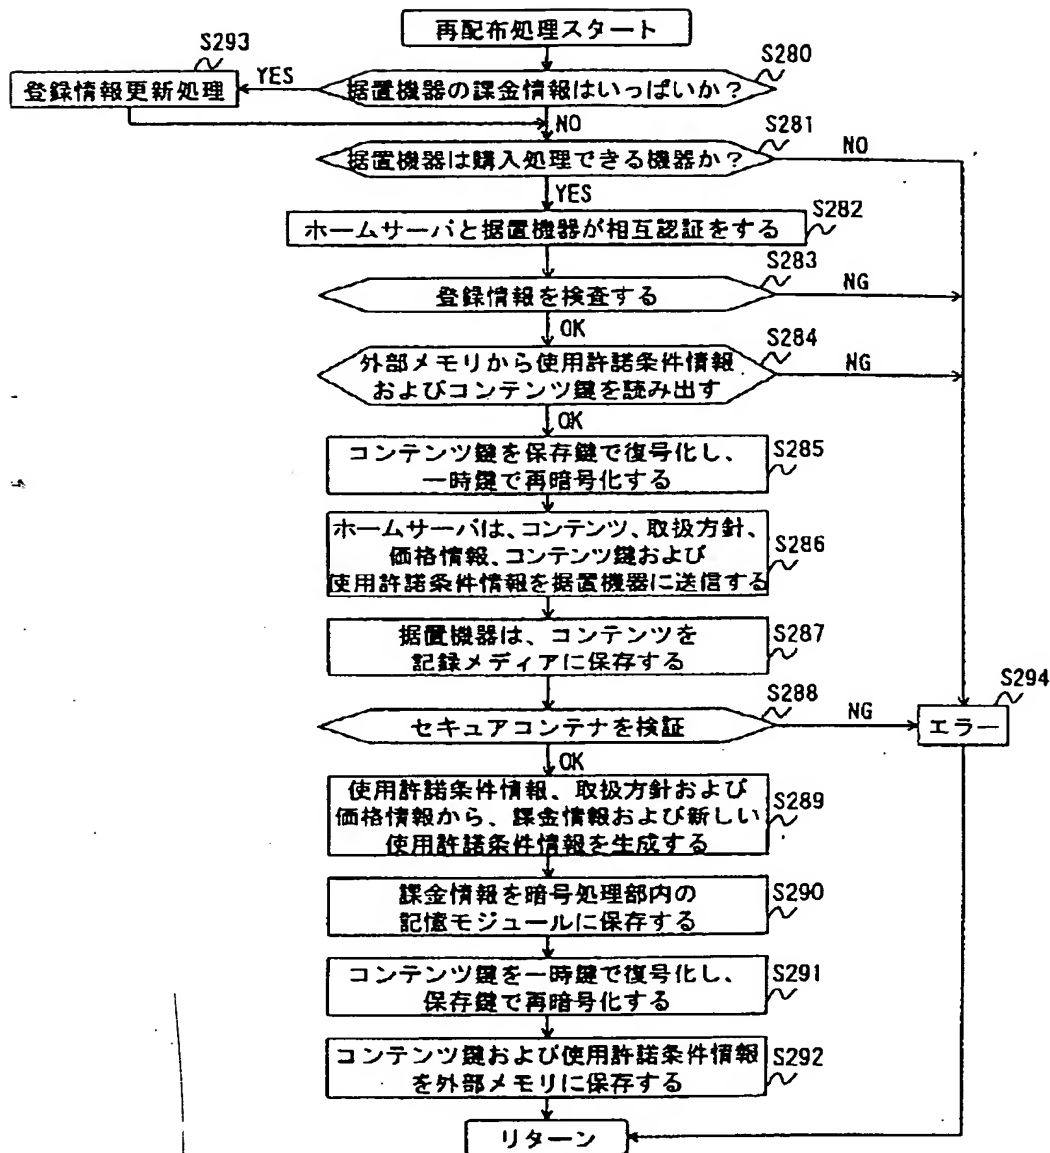 再配布処理スタート
S293
S280
登録情報更新処理
YES
据置機器の課金情報はいっぱいか?
NO
S281
据置機器は購入処理できる機器か?
NO
YES
S282
ホームサーバと据置機器が相互認証をする
S283
登録情報を検査する
NG
OK
S284
外部メモリから使用許諾条件情報
およびコンテンツ鍵を読み出す
NG
OK
S285
コンテンツ鍵を保存鍵で復号化し、
一時鍵で再暗号化する
S286
ホームサーバは、コンテンツ、取扱方針、
価格情報、コンテンツ鍵および
使用許諾条件情報を据置機器に送信する
S287
据置機器は、コンテンツを
記録メディアに保存する
S288
セキュアコンテナを検証
NG
S294
エラー
OK
S289
使用許諾条件情報、取扱方針および
価格情報から、課金情報および新しい
使用許諾条件情報を生成する
S290
課金情報を暗号処理部内の
記憶モジュールに保存する
S291
コンテンツ鍵を一時鍵で復号化し、
保存鍵で再暗号化する
S292
コンテンツ鍵および使用許諾条件情報
を外部メモリに保存する
リターン